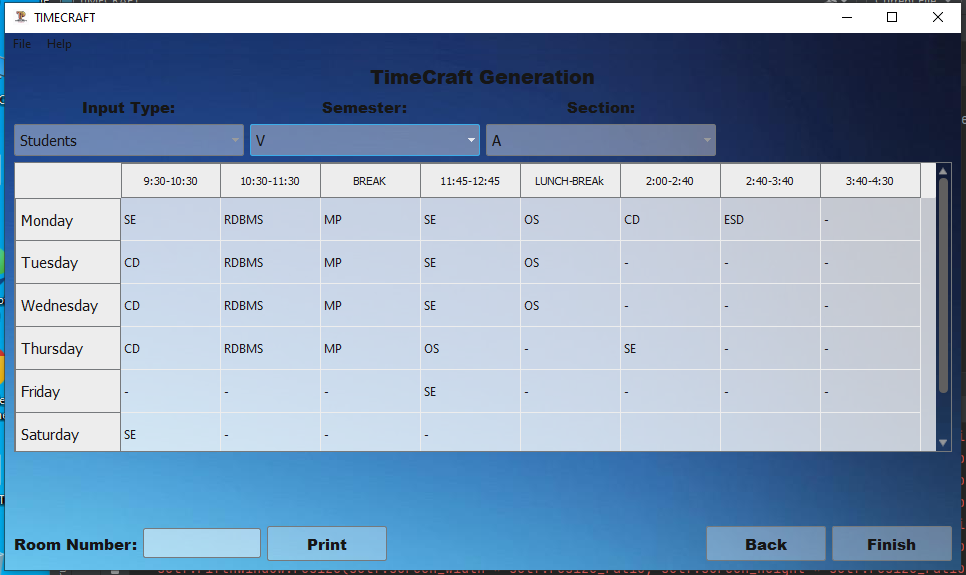 TIMECRAFT
File Help
TimeCraft Generation
Input Type: Semester: Section:
Students V A
9:30-10:30 10:30-11:30 BREAK 11:45-12:45 LUNCH-BREAk 2:00-2:40 2:40-3:40 3:40-4:30
Monday SE RDBMS MP SE OS CD ESD -
Tuesday CD RDBMS MP SE OS - - -
Wednesday CD RDBMS MP SE OS - - -
Thursday CD RDBMS MP OS - SE - -
Friday - - - SE - - - -
Saturday SE - - -
Room Number: Print Back Finish